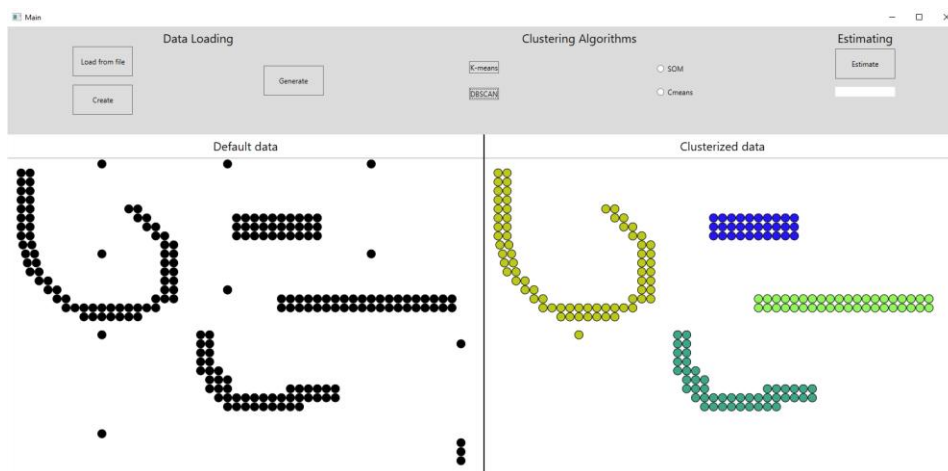 Main
Data Loading
Clustering Algorithms
Estimating
Load from file
Create
Generate
K-means
DBSCAN
SOM
Cmeans
Estimate
Default data
Clusterized data